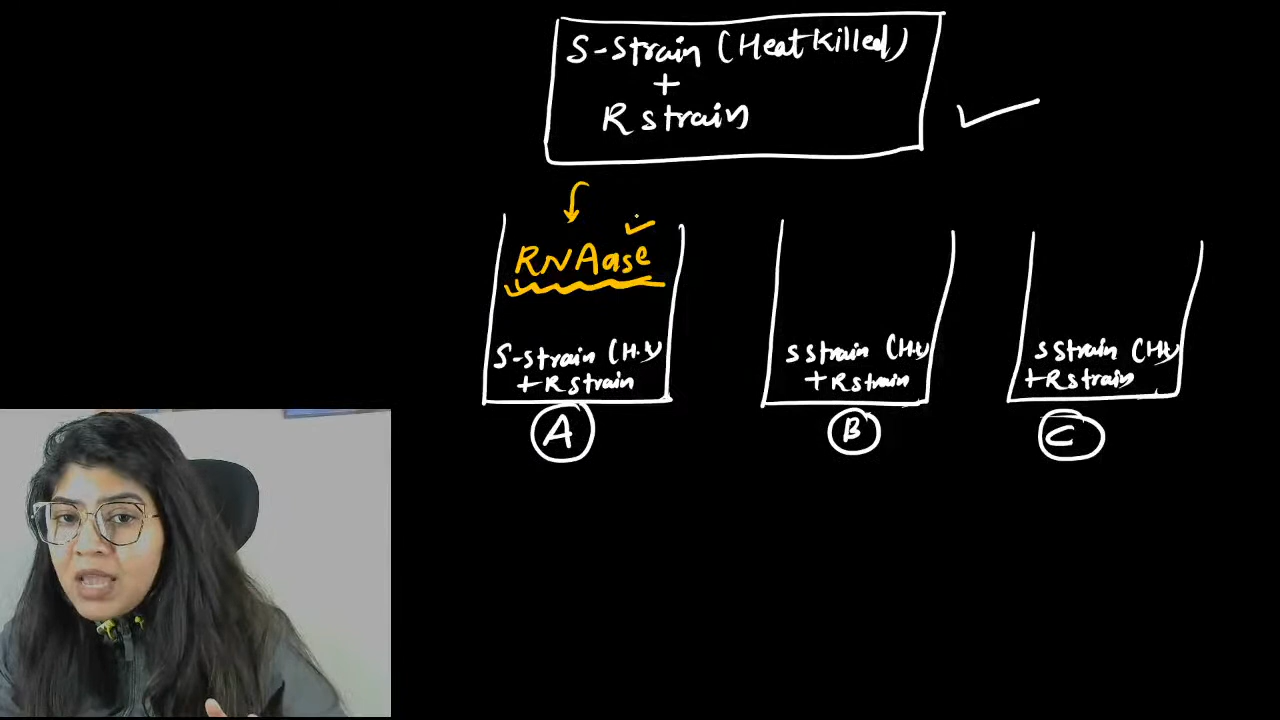 S-Strain (Heat Killed)
+
R strain
RNAase
S-strain (H.K)
+ R strain
S Strain (H.K)
+ R strain
S Strain (H.K)
+ R strain
A
B
C